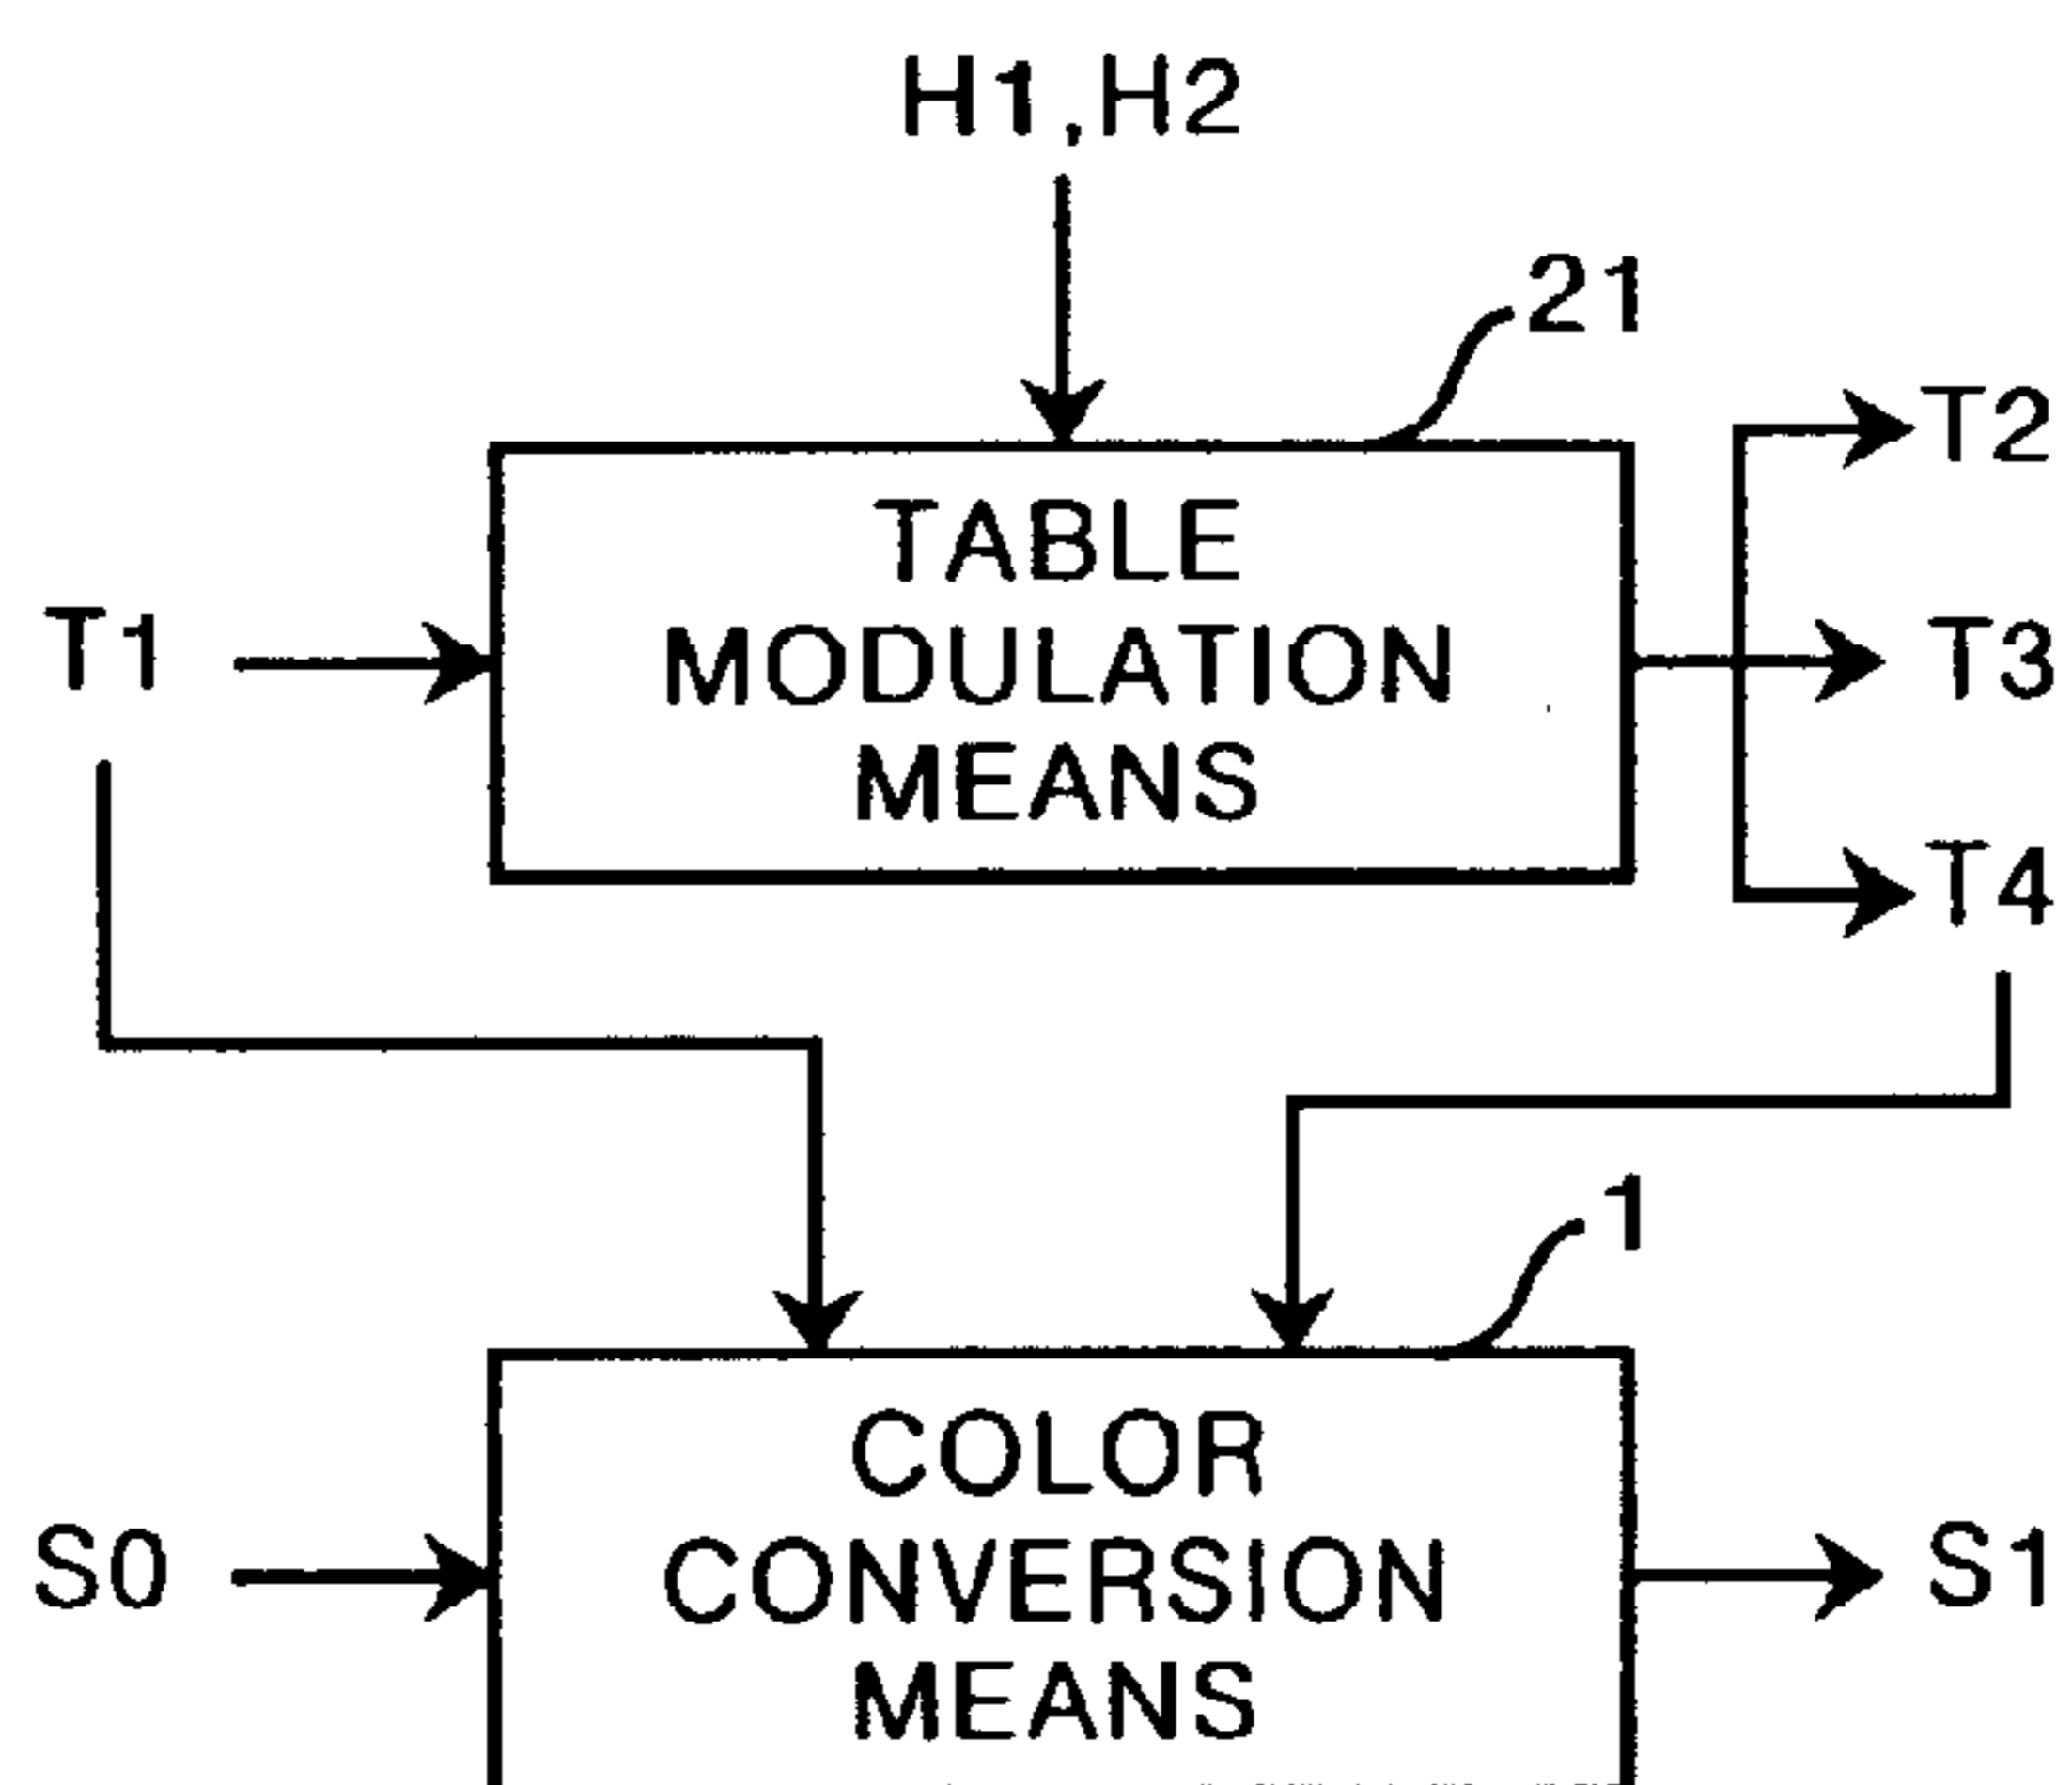 H1,H2
21
T2
TABLE
T1
MODULATION
T3
MEANS
T4
1
COLOR
S0
CONVERSION
S1
MEANS